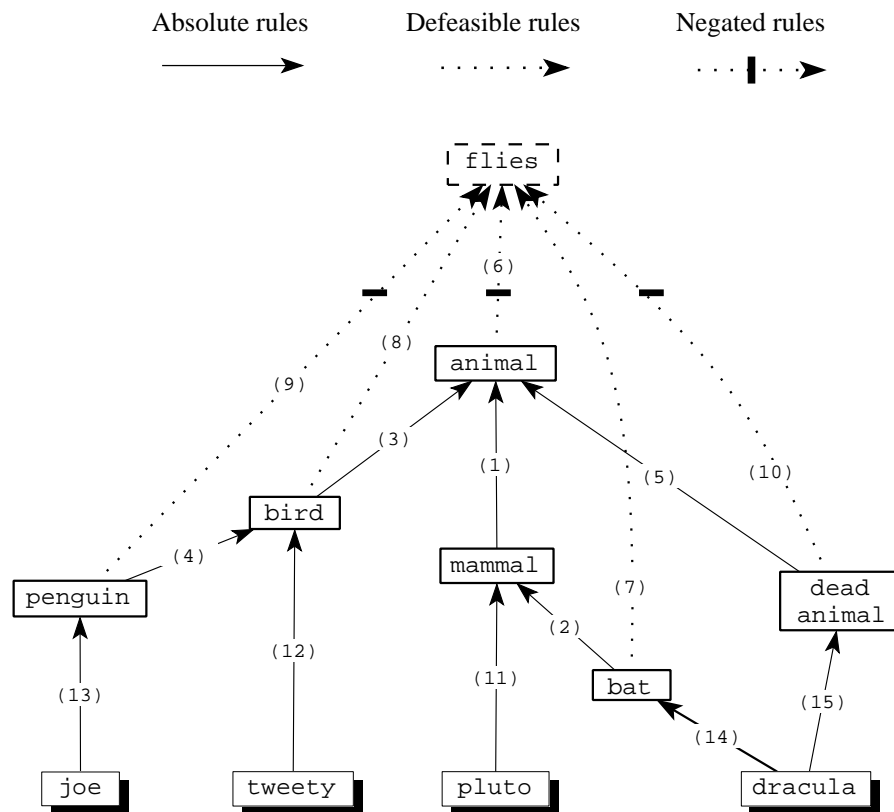 Absolute rules
Defeasible rules
Negated rules
flies
(6)
(8)
animal
(9)
(3)
(1)
(5)
(10)
bird
(4)
mammal
dead
animal
penguin
(7)
(2)
(12)
(11)
bat
(13)
(15)
(14)
joe
tweety
pluto
dracula